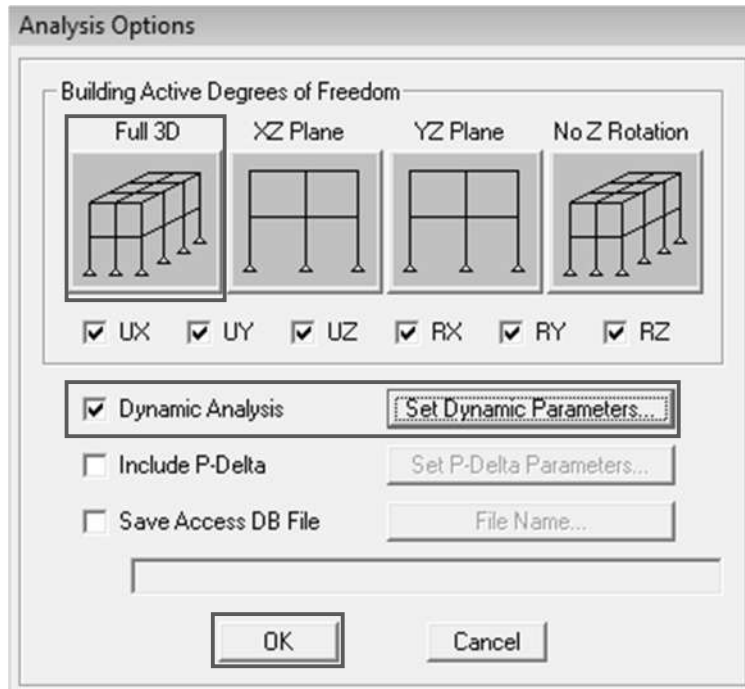 Analysis Options
Building Active Degrees of Freedom
Full 3D XZ Plane YZ Plane No Z Rotation
UX UY UZ RX RY RZ
Dynamic Analysis Set Dynamic Parameters...
Include P-Delta Set P-Delta Parameters...
Save Access DB File File Name...
OK Cancel